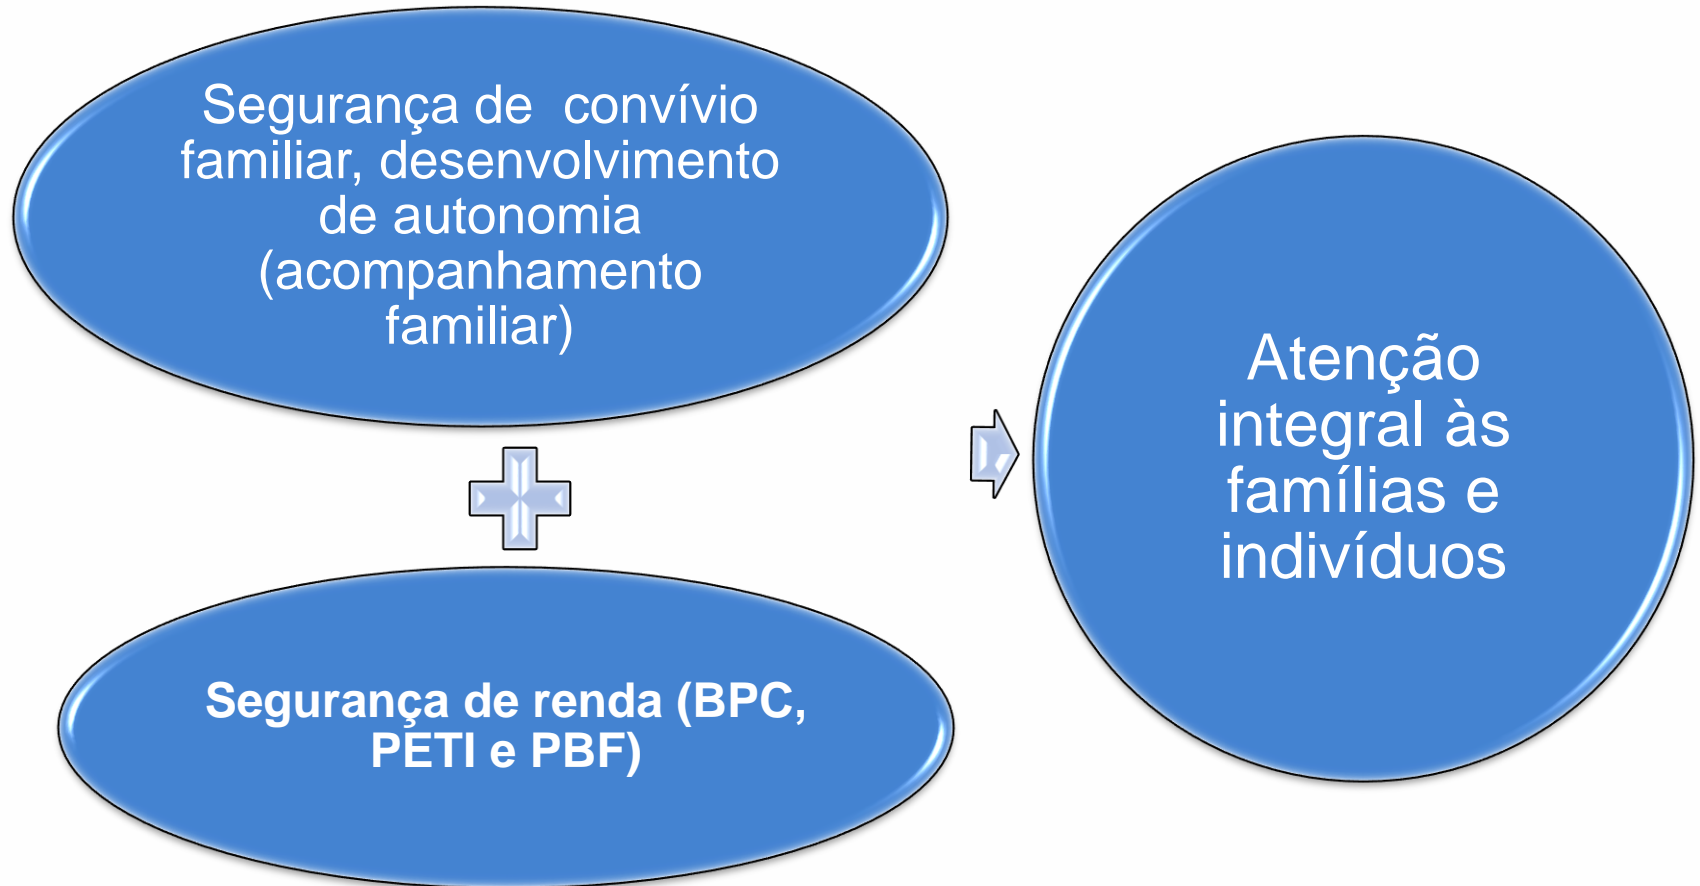 Segurança de convívio
familiar, desenvolvimento
de autonomia
(acompanhamento
familiar)
Segurança de renda (BPC,
PETI e PBF)
Atenção
integral às
famílias e
indivíduos